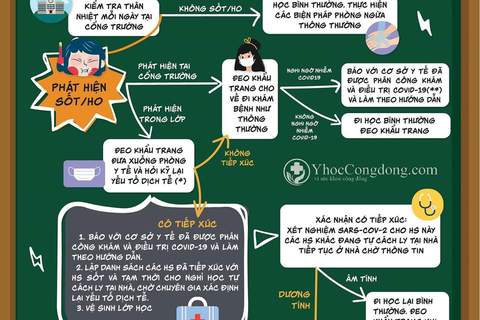 KIỂM TRA THÂN
NHIỆT MỖI NGÀY TẠI
CỔNG TRƯỜNG
KHÔNG SỐT/HO
HỌC BÌNH THƯỜNG. THỰC HIỆN
CÁC BIỆN PHÁP PHÒNG NGỪA
THÔNG THƯỜNG
PHÁT HIỆN
SỐT/HO
PHÁT HIỆN TẠI
CỔNG TRƯỜNG
PHÁT HIỆN
TRONG LỚP
ĐEO KHẨU
TRANG CHO
VỀ ĐI KHÁM
BỆNH NHƯ
THÔNG
THƯỜNG
NGHI NGỜ NHIỄM
COVID19
KHÔNG NGHI
NGỜ NHIỄM
COVID-19
BÁO VỚI CƠ SỞ Y TẾ ĐÃ
ĐƯỢC PHÂN CÔNG KHÁM
VÀ ĐIỀU TRỊ COVID-19(**)
VÀ LÀM THEO HƯỚNG DẪN
ĐI HỌC BÌNH THƯỜNG
ĐEO KHẨU TRANG
ĐEO KHẨU TRANG
ĐƯA XUỐNG PHÒNG
Y TẾ VÀ HỎI KỸ LẠI
YẾU TỐ DỊCH TỄ (*)
KHÔNG
TIẾP XÚC
YhocCongdong.com
vì sức khỏe cộng đồng
CÓ TIẾP XÚC
1. BÁO VỚI CƠ SỞ Y TẾ ĐÃ ĐƯỢC PHÂN
CÔNG KHÁM VÀ ĐIỀU TRỊ COVID-19 VÀ LÀM
THEO HƯỚNG DẪN.
2. LẬP DANH SÁCH CÁC HS ĐÃ TIẾP XÚC VỚI
HS SỐT VÀ TẠM THỜI CHO NGHỈ HỌC TỰ
CÁCH LY TẠI NHÀ, CHỜ CHUYÊN GIA XÁC ĐỊNH
LẠI YẾU TỐ DỊCH TỄ.
3. VỆ SINH LỚP HỌC
XÁC NHẬN CÓ TIẾP XÚC:
XÉT NGHIỆM SARS-COV-2 CHO HS NÀY
CÁC HS KHÁC ĐANG TỰ CÁCH LY TẠI NHÀ
TIẾP TỤC Ở NHÀ CHỜ THÔNG TIN
DƯƠNG
TÍNH
ÂM TÍNH
ĐI HỌC LẠI BÌNH
THƯỜNG. ĐEO